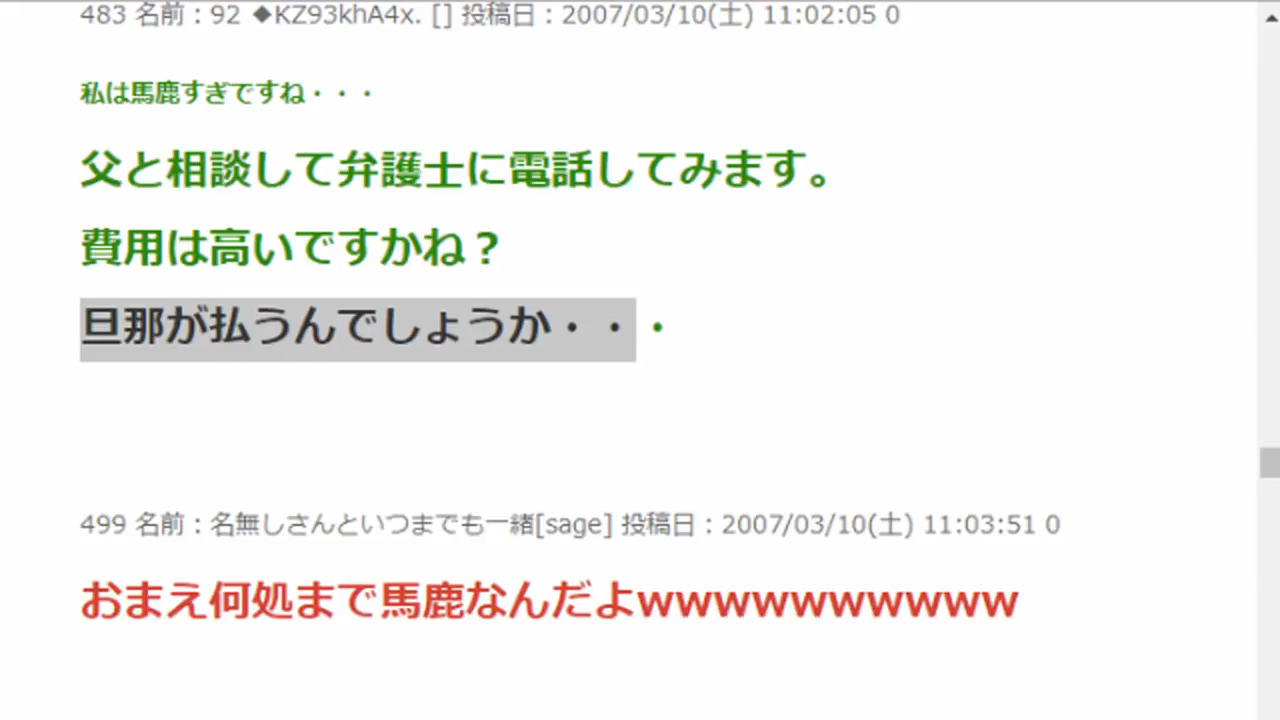 483 名前：92 ◆KZ93khA4x. [] 投稿日：2007/03/10(土) 11:02:05 0
私は馬鹿すぎですね・・・
父と相談して弁護士に電話してみます。
費用は高いですかね？
旦那が払うんでしょうか・・・
499 名前：名無しさんといつまでも一緒[sage] 投稿日：2007/03/10(土) 11:03:51 0
おまえ何処まで馬鹿なんだよwwwwwwwwww